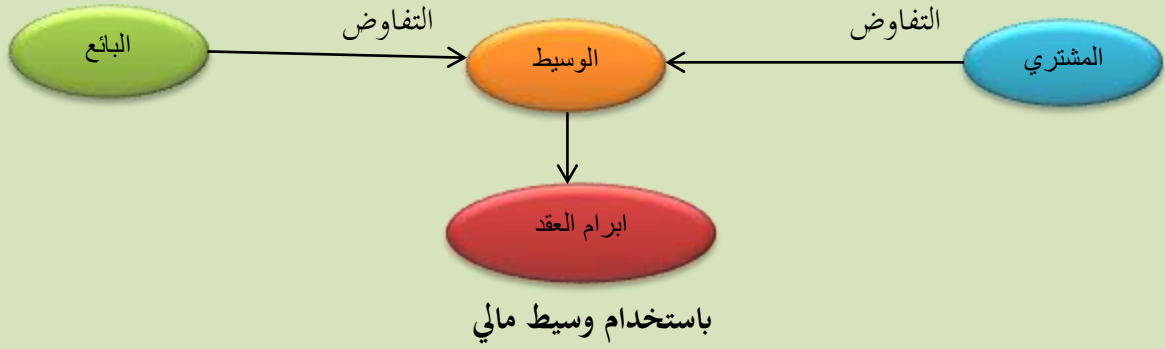 التفاوض
التفاوض
المشتري
الوسيط
البائع
ابرام العقد
باستخدام وسيط مالي